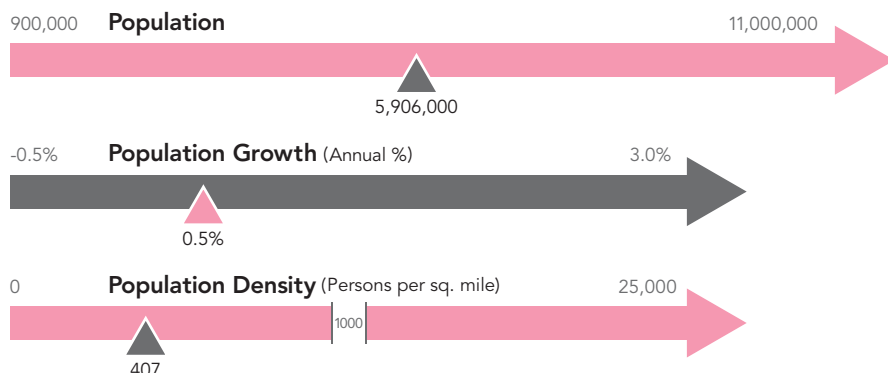 900,000 Population 11,000,000
5,906,000
-0.5% Population Growth (Annual %) 3.0%
0.5%
0 Population Density (Persons per sq. mile) 25,000
1000
407